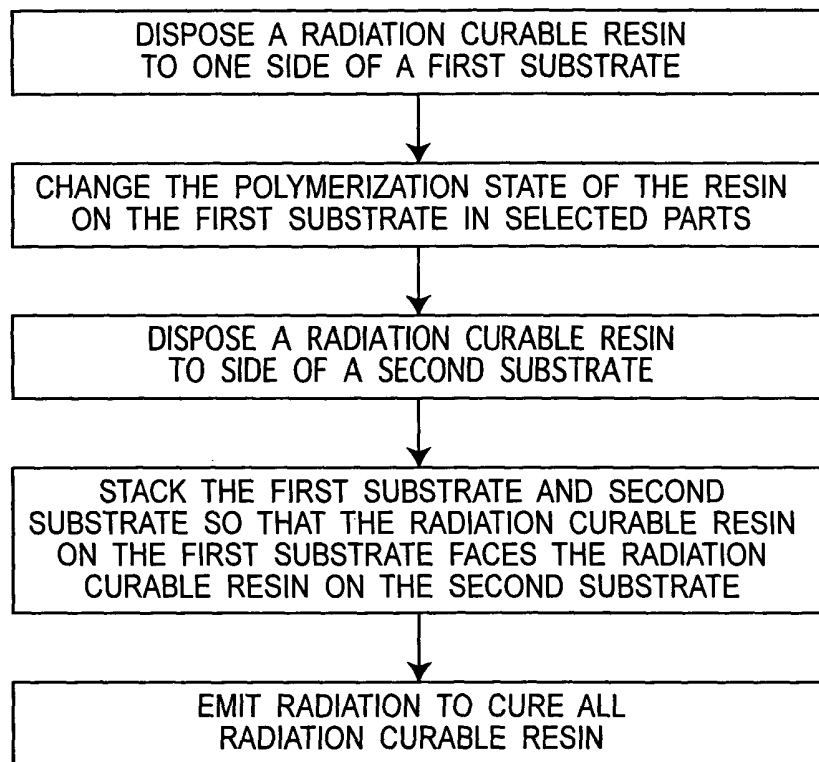 DISPOSE A RADIATION CURABLE RESIN
TO ONE SIDE OF A FIRST SUBSTRATE
CHANGE THE POLYMERIZATION STATE OF THE RESIN
ON THE FIRST SUBSTRATE IN SELECTED PARTS
DISPOSE A RADIATION CURABLE RESIN
TO SIDE OF A SECOND SUBSTRATE
STACK THE FIRST SUBSTRATE AND SECOND
SUBSTRATE SO THAT THE RADIATION CURABLE RESIN
ON THE FIRST SUBSTRATE FACES THE RADIATION
CURABLE RESIN ON THE SECOND SUBSTRATE
EMIT RADIATION TO CURE ALL
RADIATION CURABLE RESIN